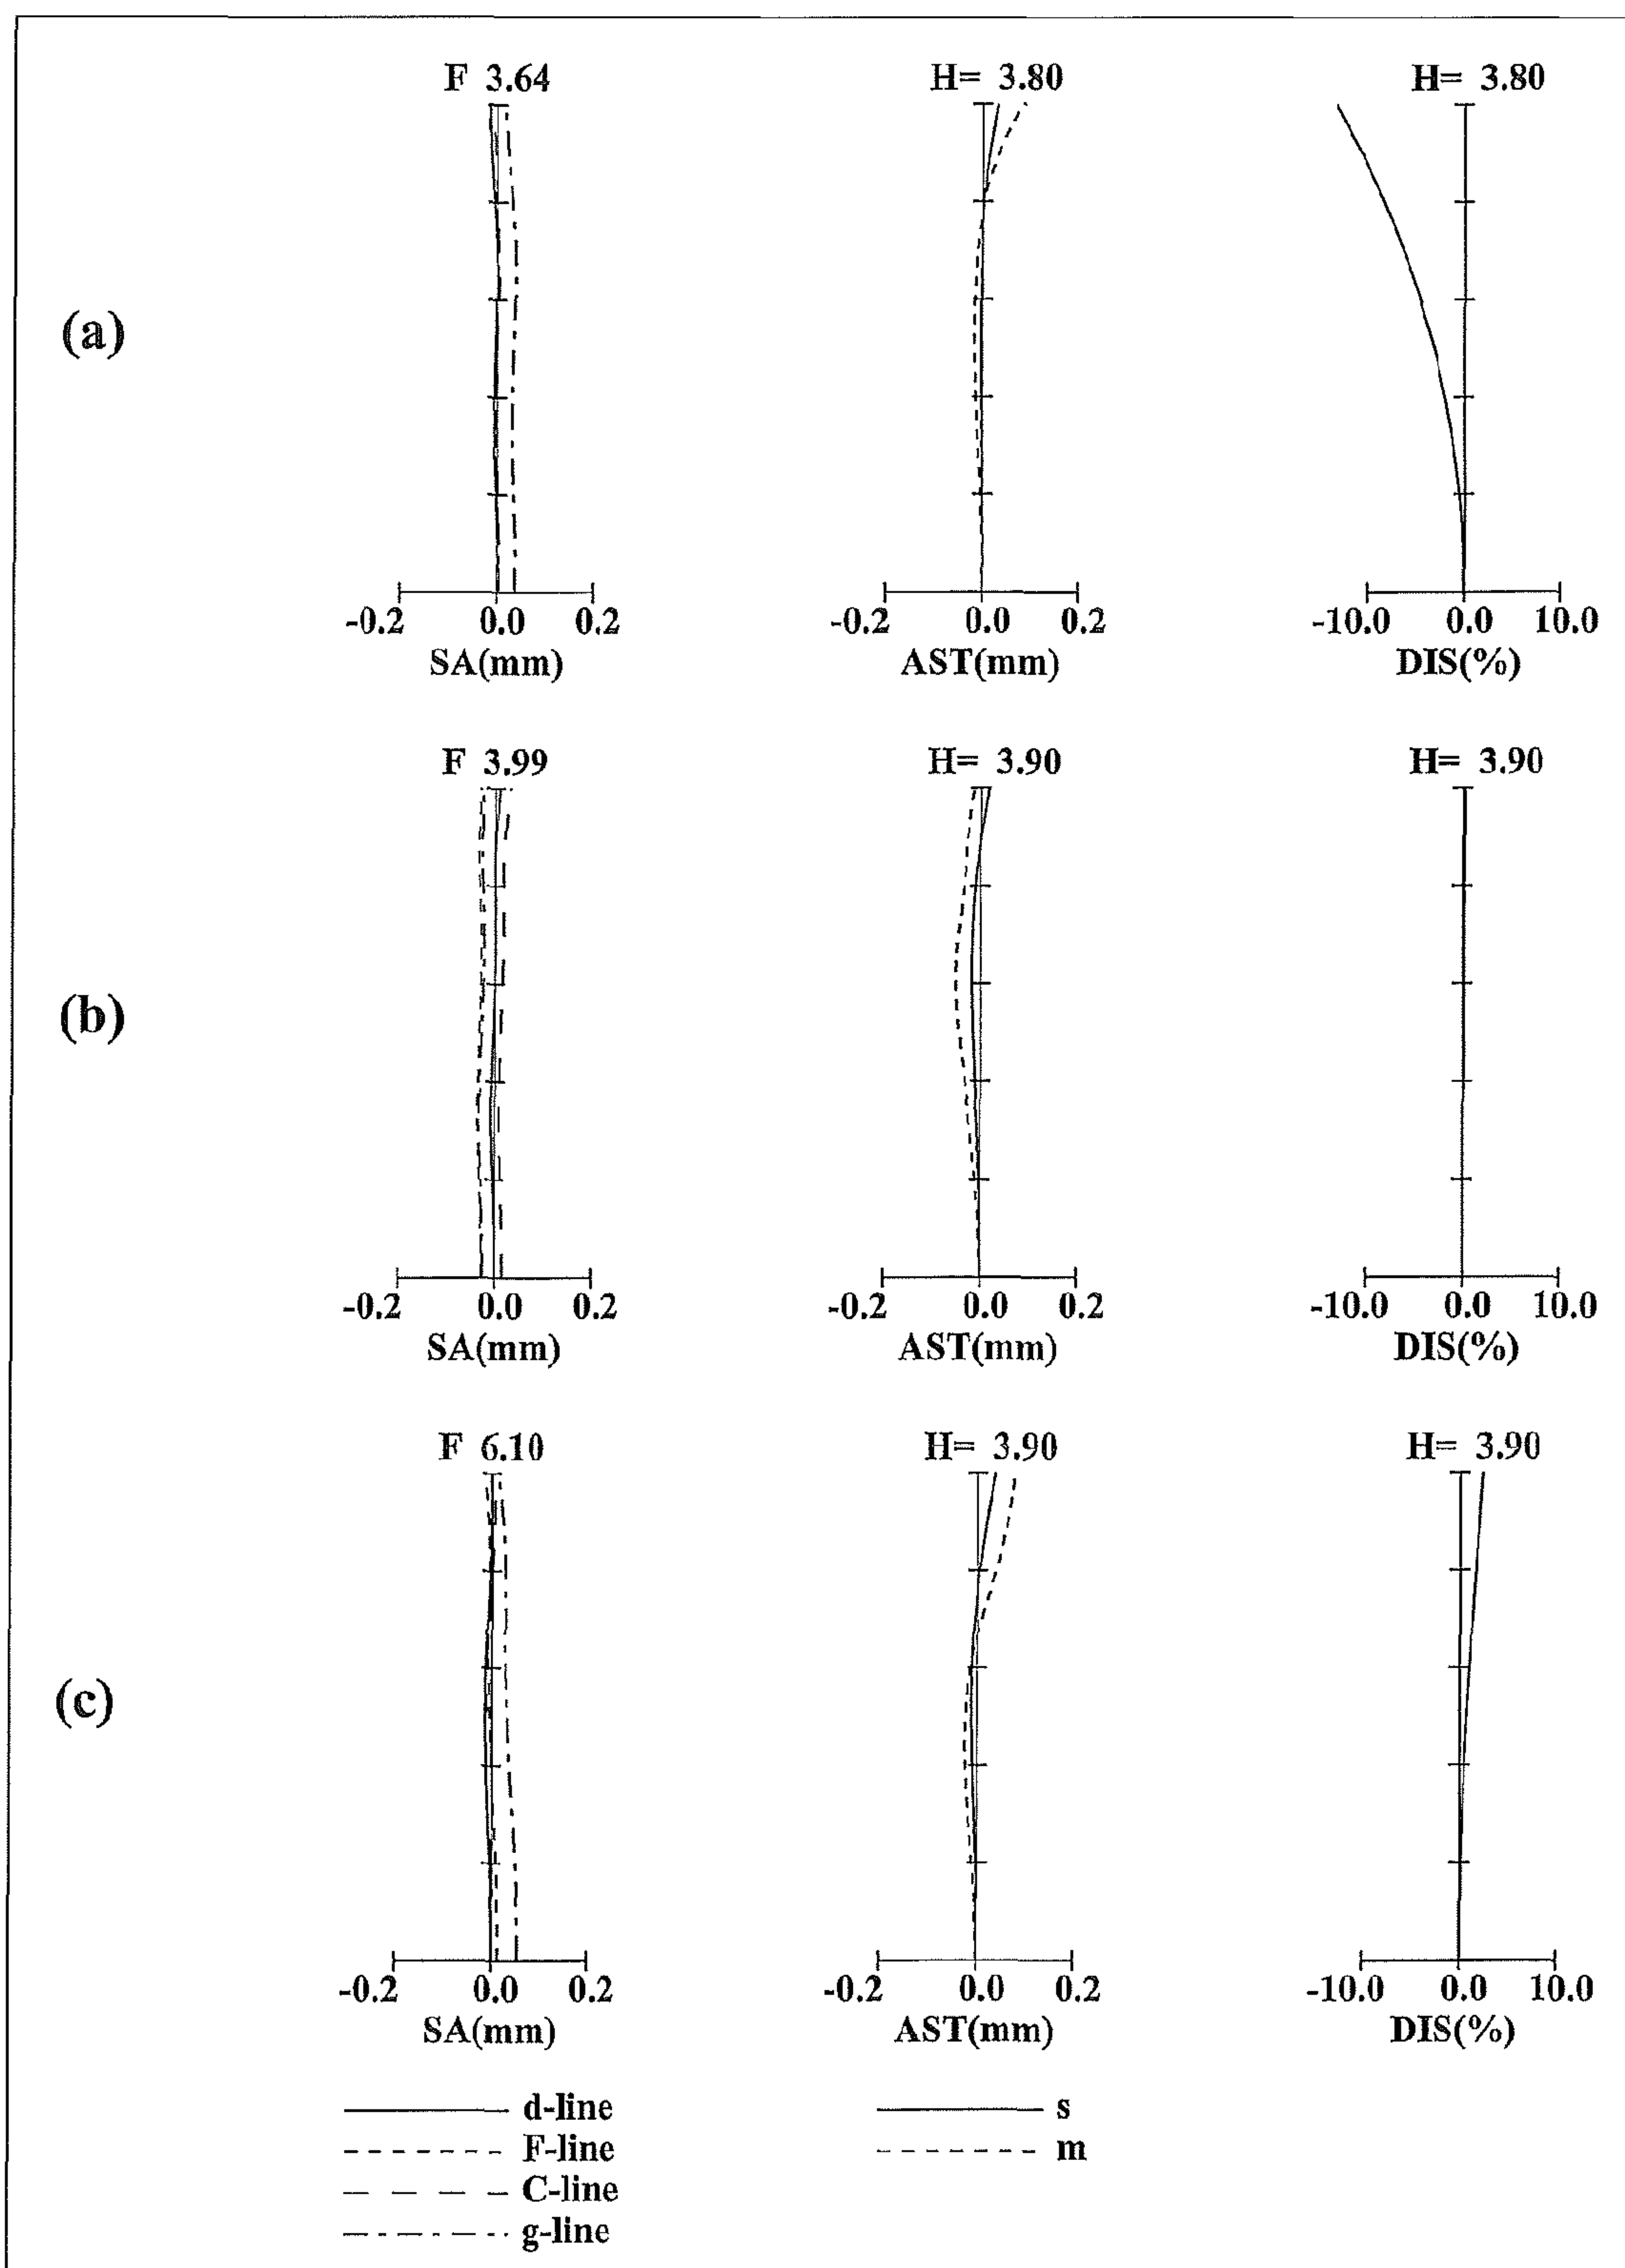 F 3.64 H= 3.80 H= 3.80
(a)
-0.2 0.0 0.2 -0.2 0.0 0.2 -10.0 0.0 10.0
SA(mm) AST(mm) DIS(%)
F 3.99 H= 3.90 H= 3.90
(b)
-0.2 0.0 0.2 -0.2 0.0 0.2 -10.0 0.0 10.0
SA(mm) AST(mm) DIS(%)
F 6.10 H= 3.90 H= 3.90
(c)
-0.2 0.0 0.2 -0.2 0.0 0.2 -10.0 0.0 10.0
SA(mm) AST(mm) DIS(%)
d-line s
F-line m
C-line
g-line